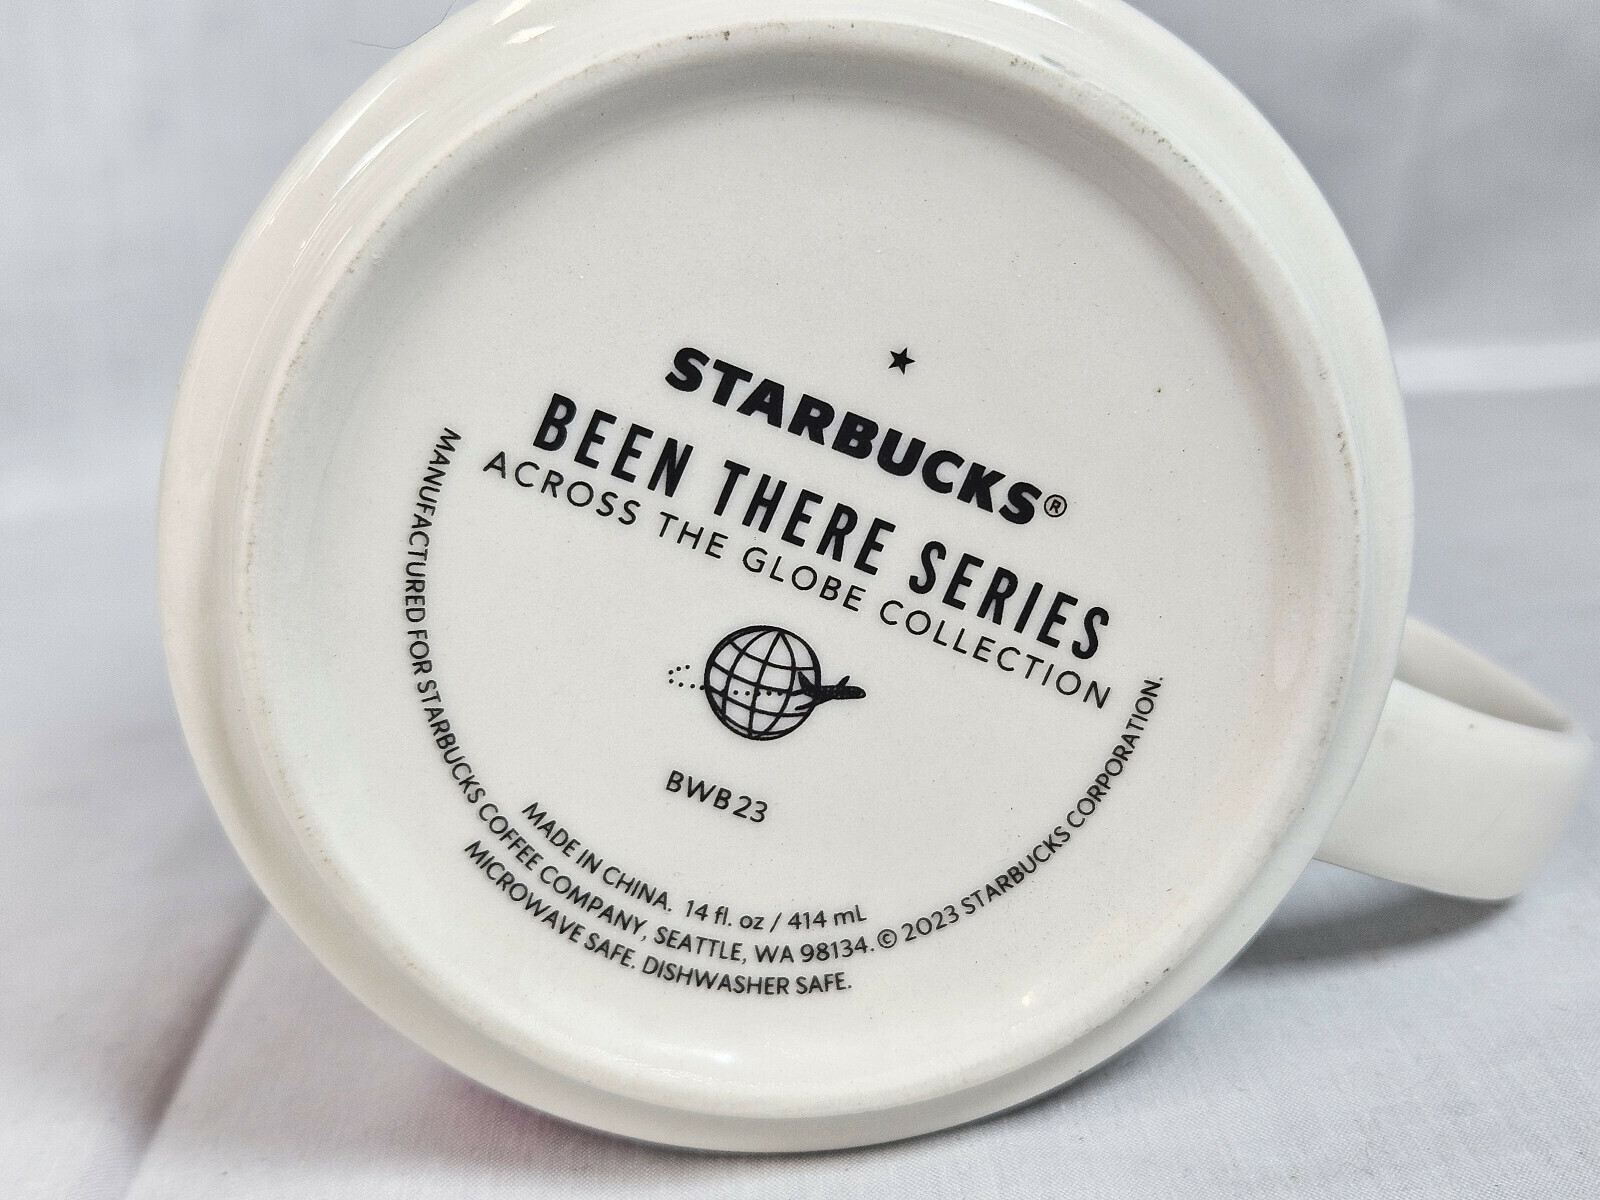 STARBUCKS®
BEEN THERE SERIES
ACROSS THE GLOBE COLLECTION
BWB23
MADE IN CHINA. 14 fl. oz / 414 mL
MANUFACTURED FOR STARBUCKS COFFEE COMPANY, SEATTLE, WA 98134. © 2023 STARBUCKS CORPORATION.
MICROWAVE SAFE. DISHWASHER SAFE.